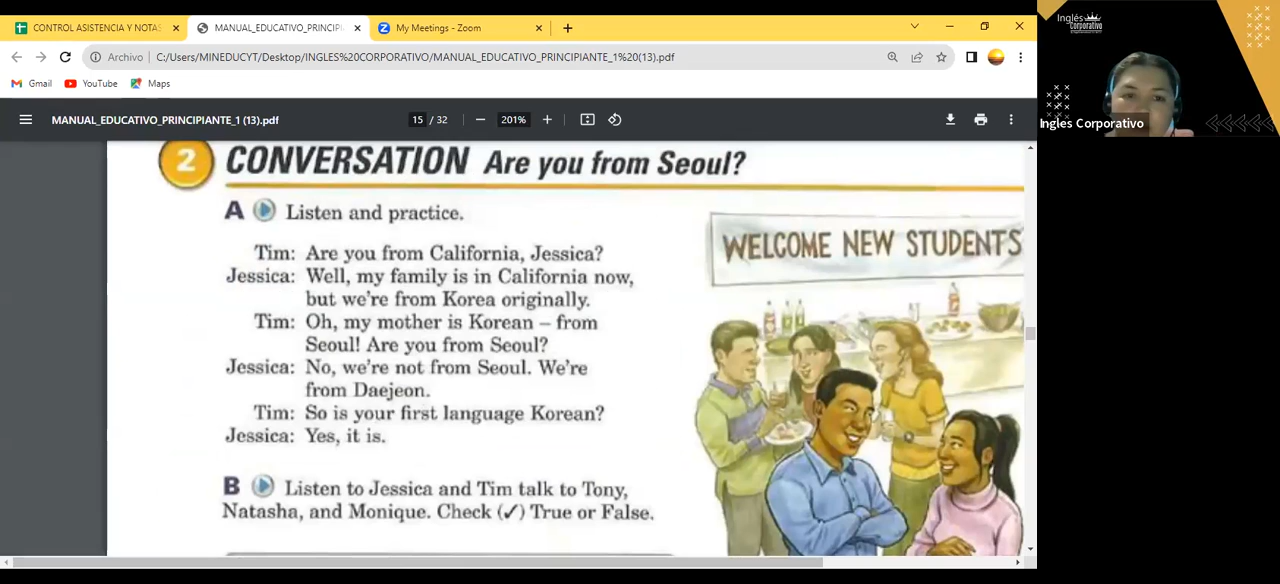 CONTROL ASISTENCIA Y NOTAS
MANUAL_EDUCATIVO_PRINCIPI
My Meetings - Zoom
Archivo
C:/Users/MINEDUCYT/Desktop/INGLES%20CORPORATIVO/MANUAL_EDUCATIVO_PRINCIPIANTE_1%20(13).pdf
Gmail
YouTube
Maps
MANUAL_EDUCATIVO_PRINCIPIANTE_1 (13).pdf
15 / 32
201%
2 CONVERSATION Are you from Seoul?
A Listen and practice.
Tim: Are you from California, Jessica?
Jessica: Well, my family is in California now,
but we're from Korea originally.
Tim: Oh, my mother is Korean – from
Seoul! Are you from Seoul?
Jessica: No, we're not from Seoul. We're
from Daejeon.
Tim: So is your first language Korean?
Jessica: Yes, it is.
B Listen to Jessica and Tim talk to Tony,
Natasha, and Monique. Check (✓) True or False.
WELCOME NEW STUDENTS
Inglés
Corporativo
Ingles Corporativo